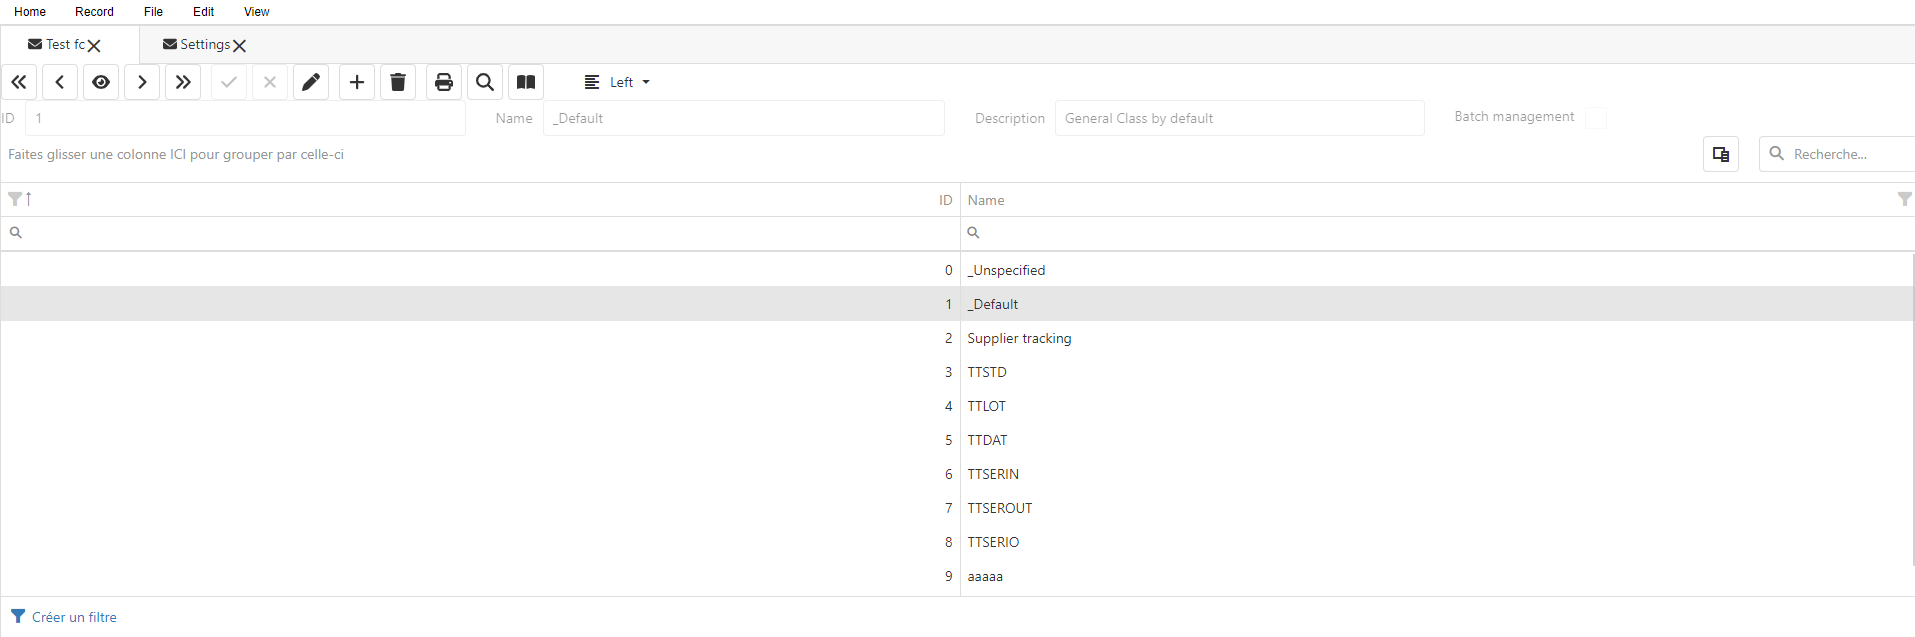 Home Record File Edit View
Test fc Settings
Left
ID 1 Name _Default Description General Class by default Batch management
Faites glisser une colonne ICI pour grouper par celle-ci Recherche...
ID Name
0 _Unspecified
1 _Default
2 Supplier tracking
3 TTSTD
4 TTLOT
5 TTDAT
6 TTSERIN
7 TTSEROUT
8 TTSERIO
9 aaaaa
Créer un filtre